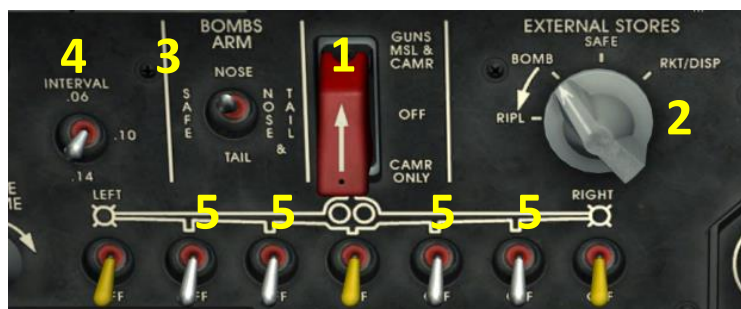 4
INTERVAL
.06
.10
.14
3
BOMBS
ARM
NOSE
SAFE
TAIL &
NOSE
TAIL
1
GUNS
MSL &
CAMR
OFF
CAMR
ONLY
EXTERNAL STORES
SAFE
BOMB
RKT/DISP
RIPL
2
LEFT
5
5
5
5
RIGHT